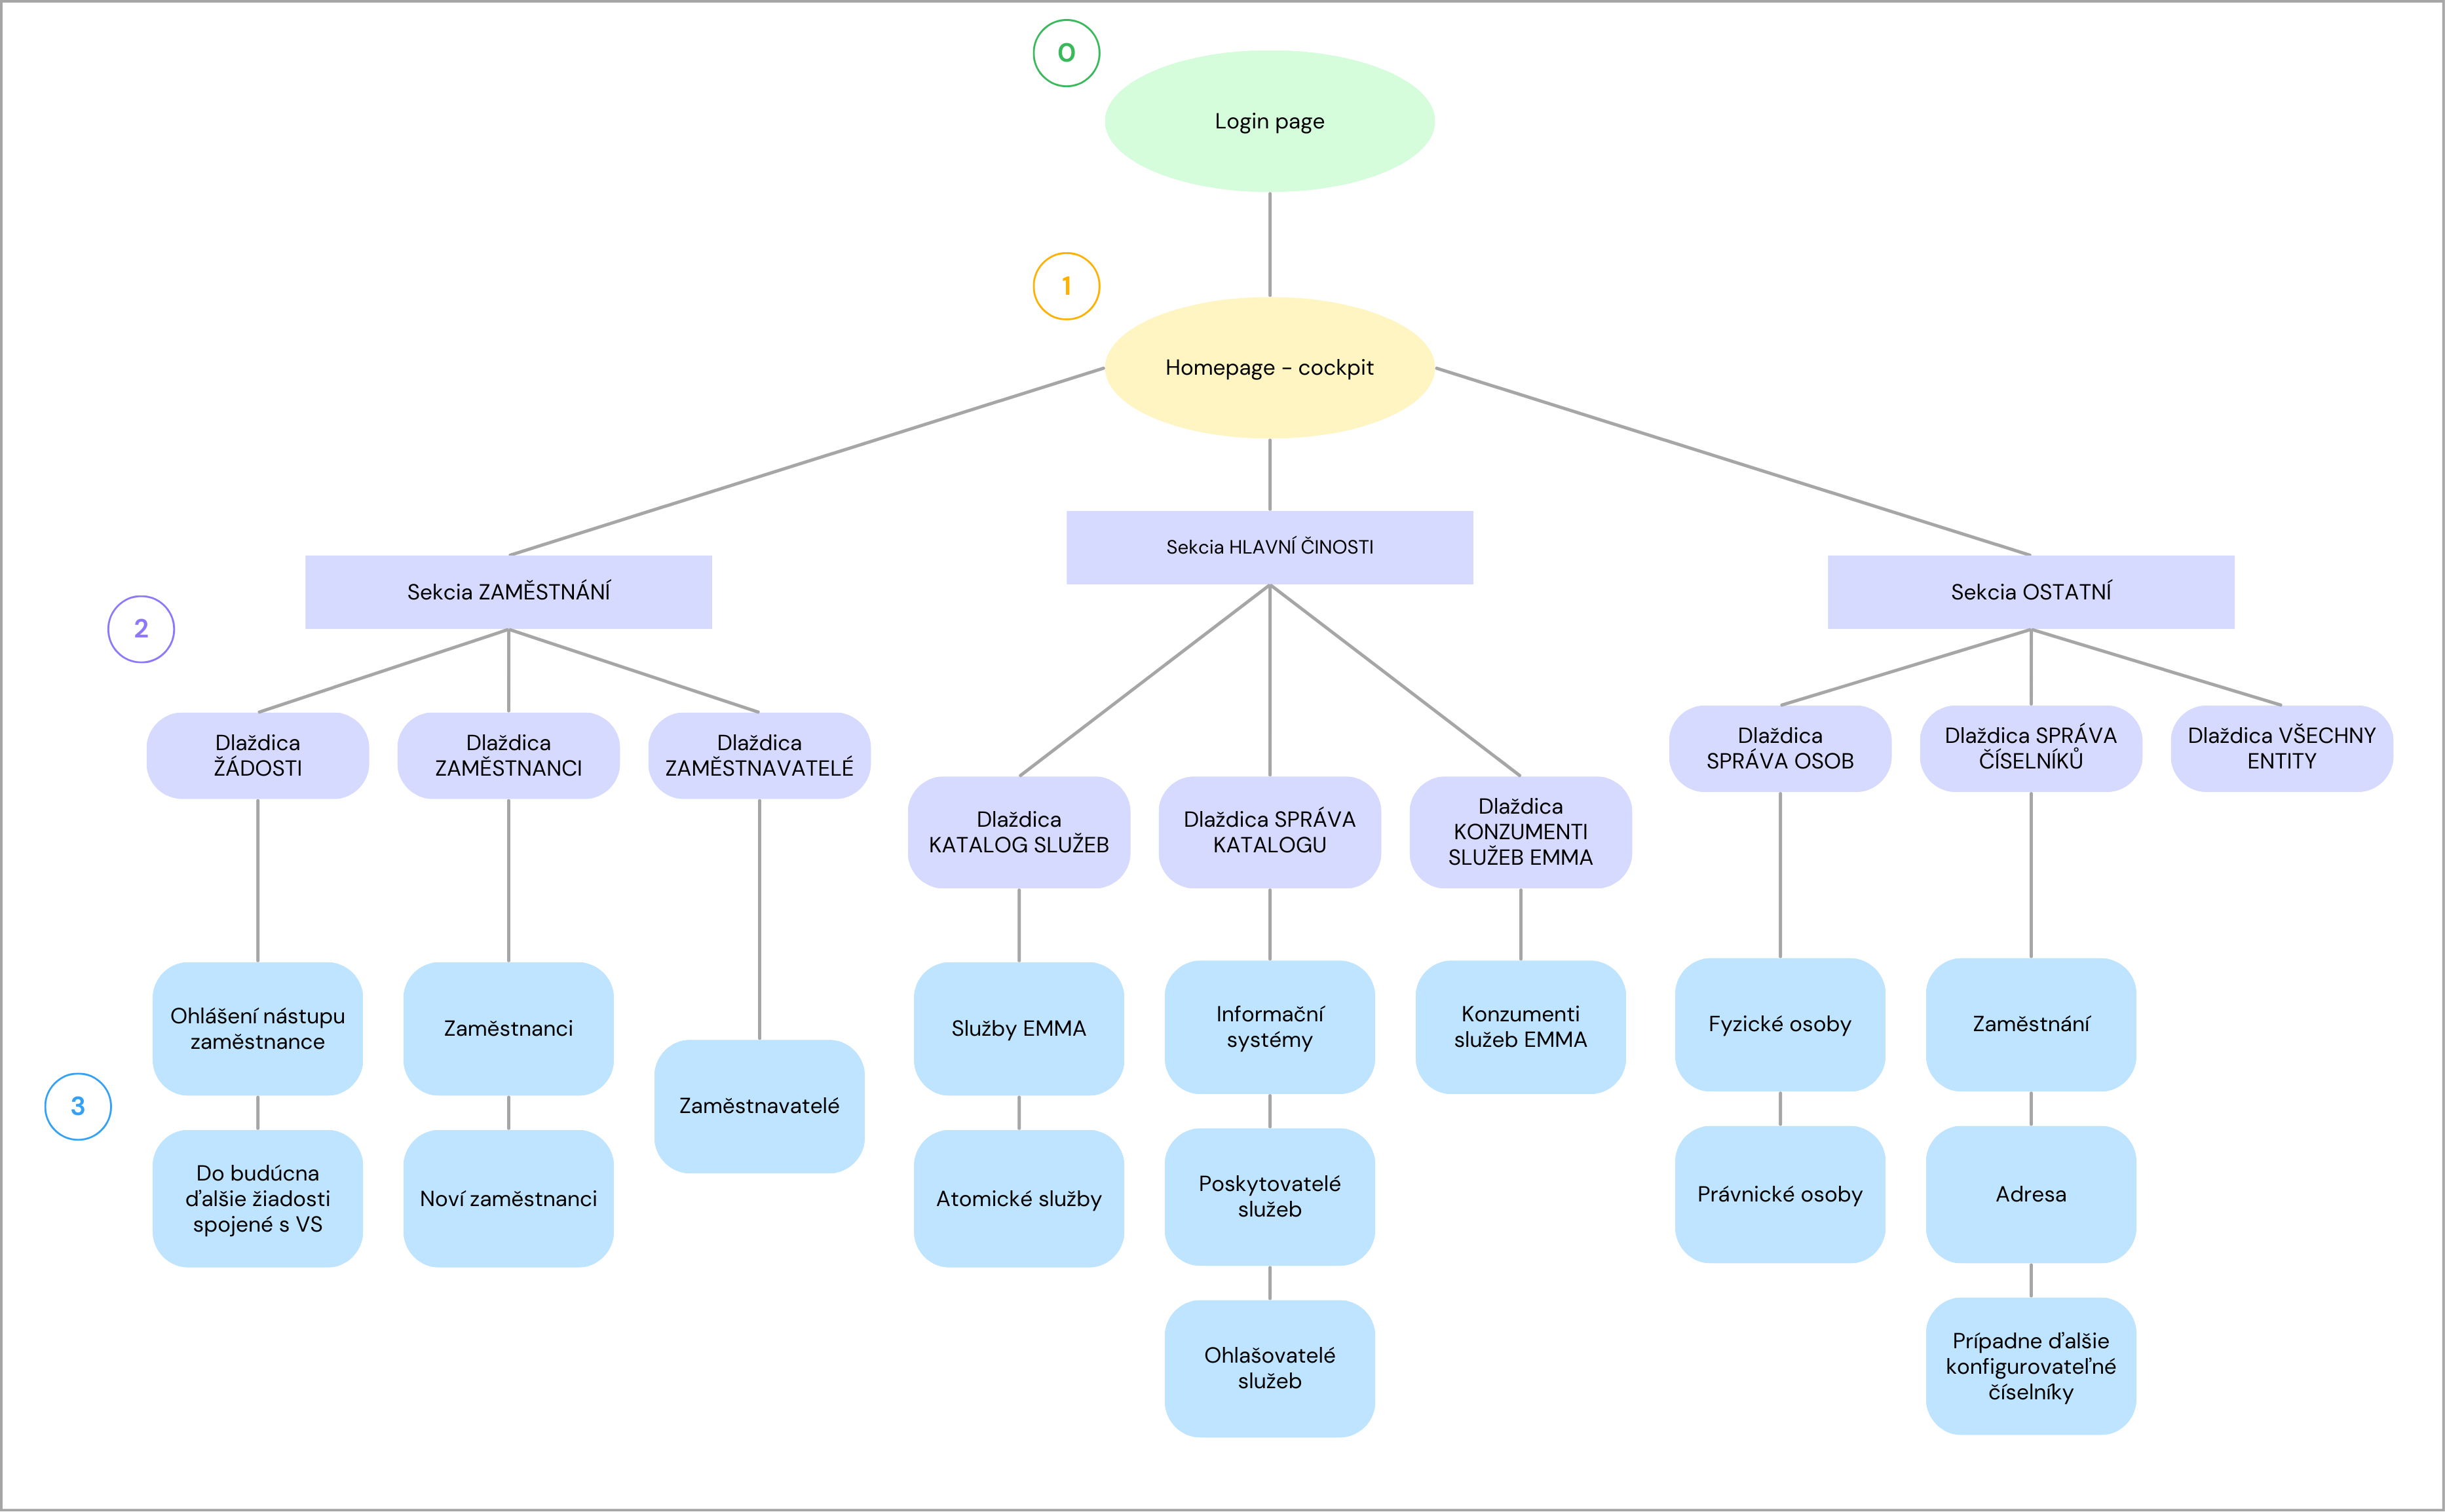 0
Login page
1
Homepage - cockpit
Sekcia HLAVNÍ ČINOSTI
Sekcia ZAMĚSTNÁNÍ
Sekcia OSTATNÍ
2
Dlaždica
ŽÁDOSTI
Dlaždica
ZAMĚSTNANCI
Dlaždica
ZAMĚSTNAVATELÉ
Dlaždica
SPRÁVA OSOB
Dlaždica SPRÁVA
ČÍSELNÍKŮ
Dlaždica VŠECHNY
ENTITY
Dlaždica
KATALOG SLUŽEB
Dlaždica SPRÁVA
KATALOGU
Dlaždica
KONZUMENTI
SLUŽEB EMMA
Ohlášení nástupu
zaměstnance
Zaměstnanci
Služby EMMA
Informační
systémy
Konzumenti
služeb EMMA
Fyzické osoby
Zaměstnání
3
Zaměstnavatelé
Do budúcna
ďalšie žiadosti
spojené s VS
Noví zaměstnanci
Atomické služby
Poskytovatelé
služeb
Právnické osoby
Adresa
Ohlašovatelé
služeb
Prípadne ďalšie
konfigurovateľné
číselníky